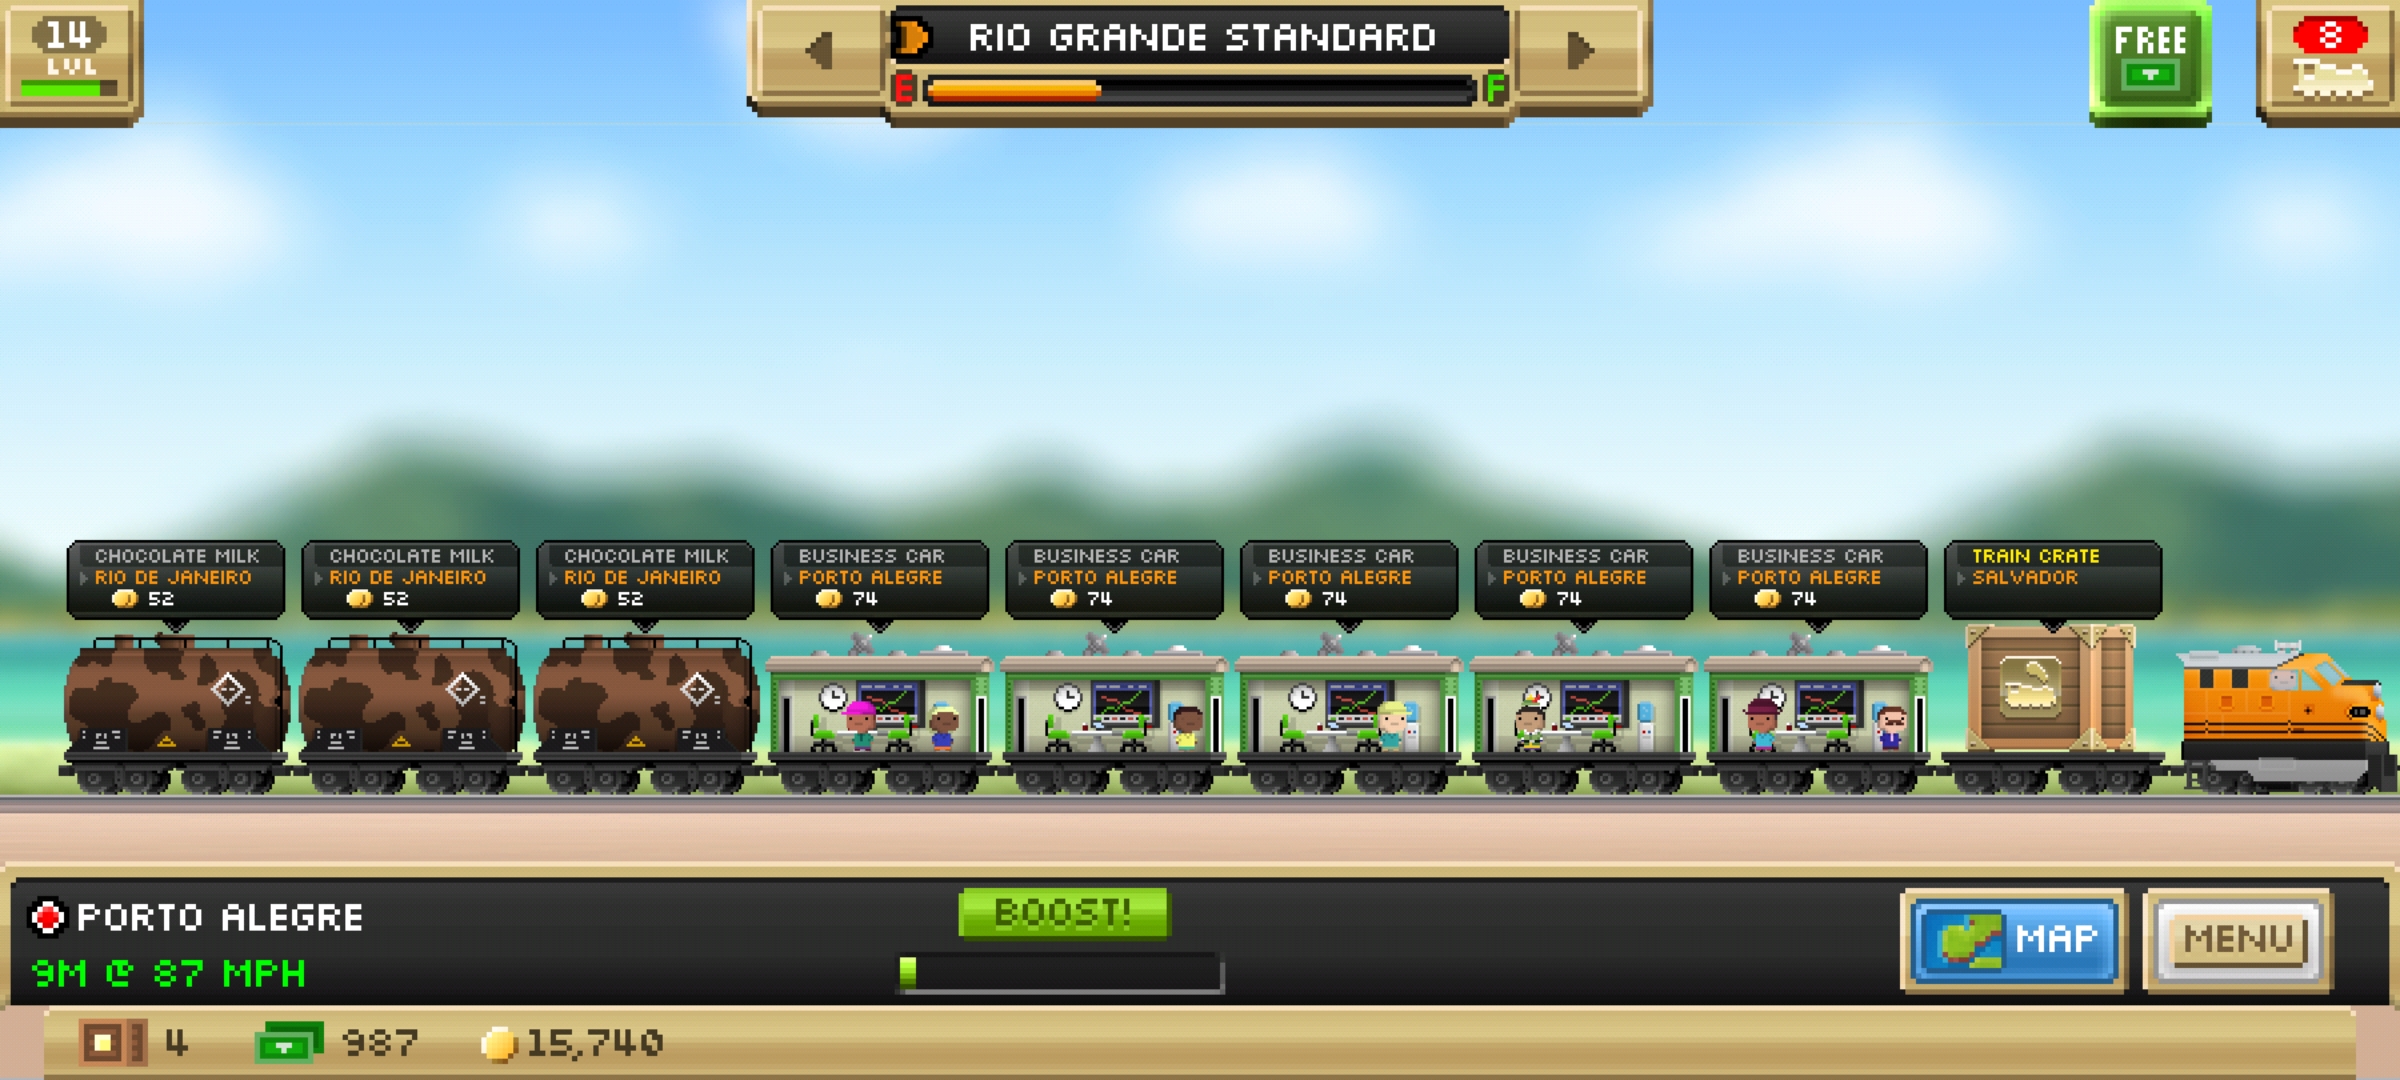 14
LVL
RIO GRANDE STANDARD
E
F
FREE
8
CHOCOLATE MILK
RIO DE JANEIRO
52
CHOCOLATE MILK
RIO DE JANEIRO
52
CHOCOLATE MILK
RIO DE JANEIRO
52
BUSINESS CAR
PORTO ALEGRE
74
BUSINESS CAR
PORTO ALEGRE
74
BUSINESS CAR
PORTO ALEGRE
74
BUSINESS CAR
PORTO ALEGRE
74
BUSINESS CAR
PORTO ALEGRE
74
TRAIN CRATE
SALVADOR
PORTO ALEGRE
9M @ 87 MPH
BOOST!
MAP
MENU
4
987
15,740